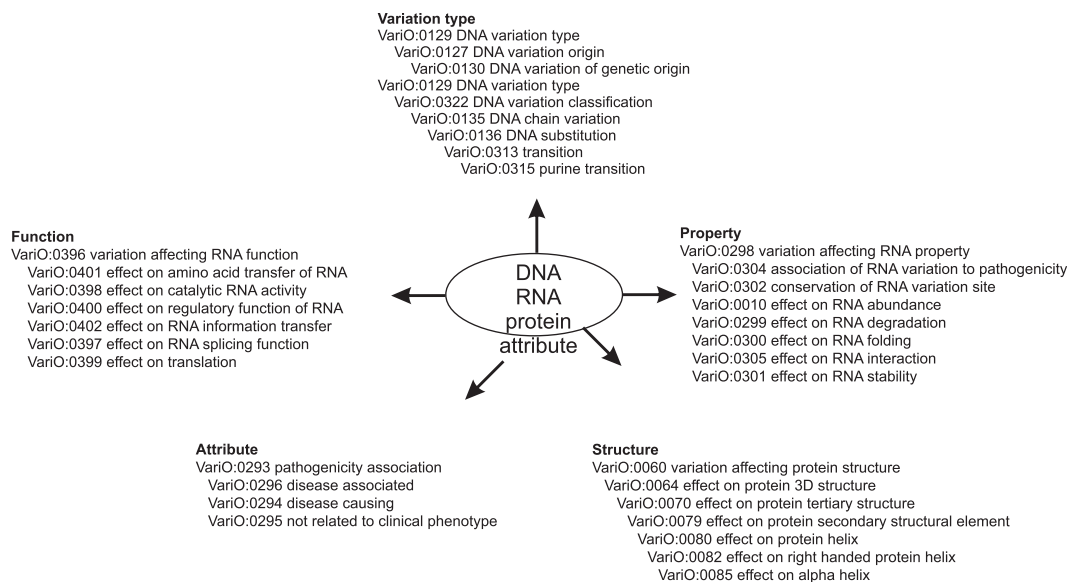 Variation type
VariO:0129 DNA variation type
VariO:0127 DNA variation origin
VariO:0130 DNA variation of genetic origin
VariO:0129 DNA variation type
VariO:0322 DNA variation classification
VariO:0135 DNA chain variation
VariO:0136 DNA substitution
VariO:0313 transition
VariO:0315 purine transition
Function
VariO:0396 variation affecting RNA function
VariO:0401 effect on amino acid transfer of RNA
VariO:0398 effect on catalytic RNA activity
VariO:0400 effect on regulatory function of RNA
VariO:0402 effect on RNA information transfer
VariO:0397 effect on RNA splicing function
VariO:0399 effect on translation
DNA
RNA
protein
attribute
Property
VariO:0298 variation affecting RNA property
VariO:0304 association of RNA variation to pathogenicity
VariO:0302 conservation of RNA variation site
VariO:0010 effect on RNA abundance
VariO:0299 effect on RNA degradation
VariO:0300 effect on RNA folding
VariO:0305 effect on RNA interaction
VariO:0301 effect on RNA stability
Attribute
VariO:0293 pathogenicity association
VariO:0296 disease associated
VariO:0294 disease causing
VariO:0295 not related to clinical phenotype
Structure
VariO:0060 variation affecting protein structure
VariO:0064 effect on protein 3D structure
VariO:0070 effect on protein tertiary structure
VariO:0079 effect on protein secondary structural element
VariO:0080 effect on protein helix
VariO:0082 effect on right handed protein helix
VariO:0085 effect on alpha helix